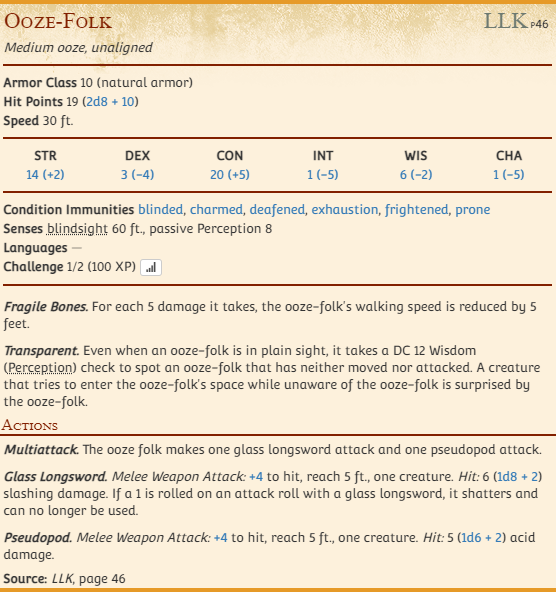 Ooze-Folk
LLK P46
Medium ooze, unaligned
Armor Class 10 (natural armor)
Hit Points 19 (2d8 + 10)
Speed 30 ft.
STR DEX CON INT WIS CHA
14 (+2) 3 (−4) 20 (+5) 1 (−5) 6 (−2) 1 (−5)
Condition Immunities blinded, charmed, deafened, exhaustion, frightened, prone
Senses blindsight 60 ft., passive Perception 8
Languages —
Challenge 1/2 (100 XP)
Fragile Bones. For each 5 damage it takes, the ooze-folk's walking speed is reduced by 5
feet.
Transparent. Even when an ooze-folk is in plain sight, it takes a DC 12 Wisdom
(Perception) check to spot an ooze-folk that has neither moved nor attacked. A creature
that tries to enter the ooze-folk's space while unaware of the ooze-folk is surprised by
the ooze-folk.
Actions
Multiattack. The ooze folk makes one glass longsword attack and one pseudopod attack.
Glass Longsword. Melee Weapon Attack: +4 to hit, reach 5 ft., one creature. Hit: 6 (1d8 + 2)
slashing damage. If a 1 is rolled on an attack roll with a glass longsword, it shatters and
can no longer be used.
Pseudopod. Melee Weapon Attack: +4 to hit, reach 5 ft., one creature. Hit: 5 (1d6 + 2) acid
damage.
Source: LLK, page 46